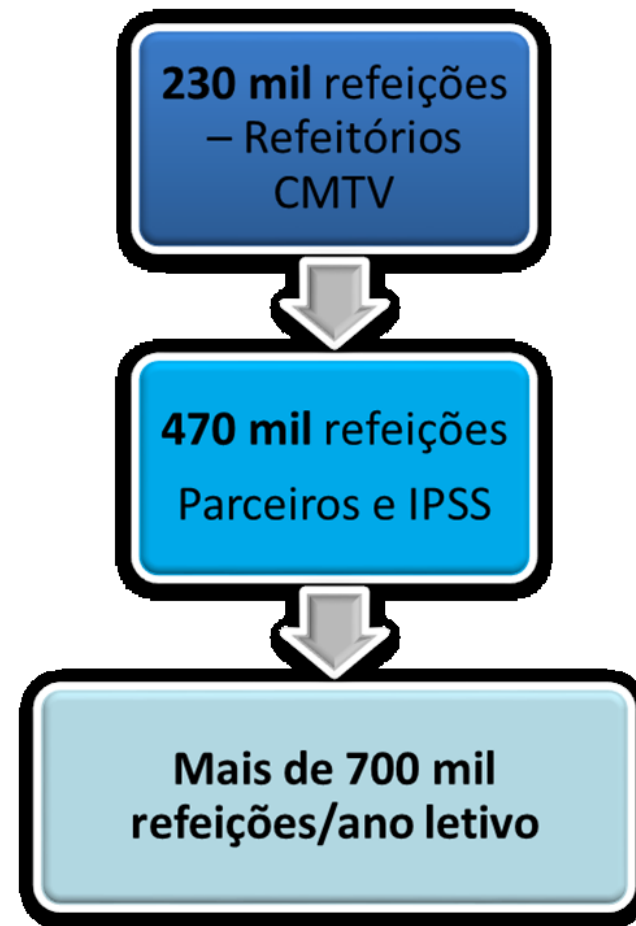 230 mil refeições
– Refeitórios
CMTV
470 mil refeições
Parceiros e IPSS
Mais de 700 mil
refeições/ano letivo